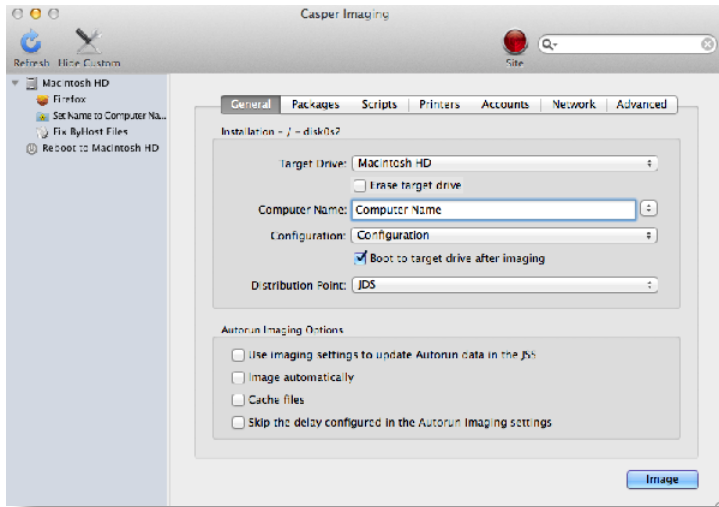 Casper Imaging
Refresh Hide Custom
Site
Macintosh HD
Firefox
Set Name to Computer Na...
Fix ByHost Files
Reboot to Macintosh HD
General Packages Scripts Printers Accounts Network Advanced
Installation - / - disk0s2
Target Drive: Macintosh HD
Erase target drive
Computer Name: Computer Name
Configuration: Configuration
Boot to target drive after imaging
Distribution Point: JDS
Autorun Imaging Options
Use imaging settings to update Autorun data in the JSS
Image automatically
Cache files
Skip the delay configured in the Autorun Imaging settings
Image